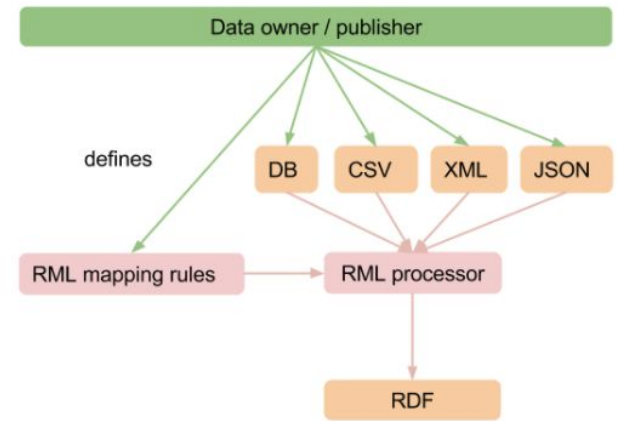 Data owner / publisher
defines
DB
CSV
XML
JSON
RML mapping rules
RML processor
RDF